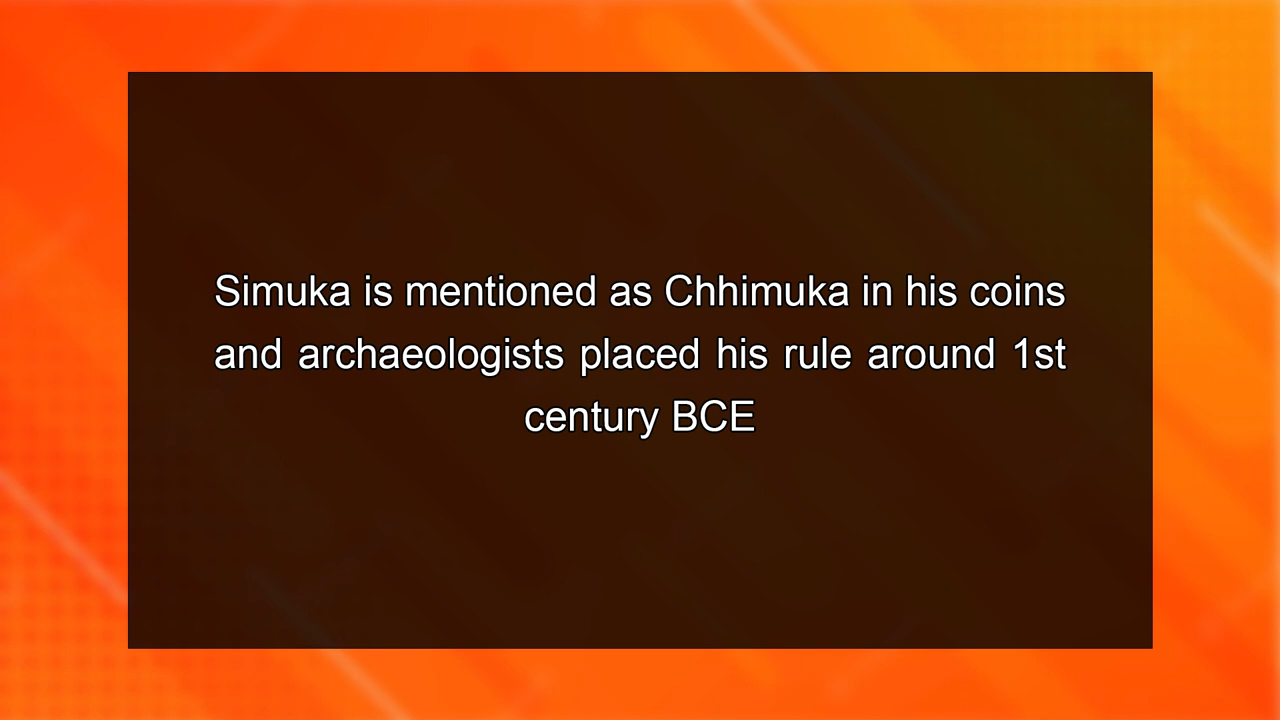 Simuka is mentioned as Chhimuka in his coins
and archaeologists placed his rule around 1st
century BCE